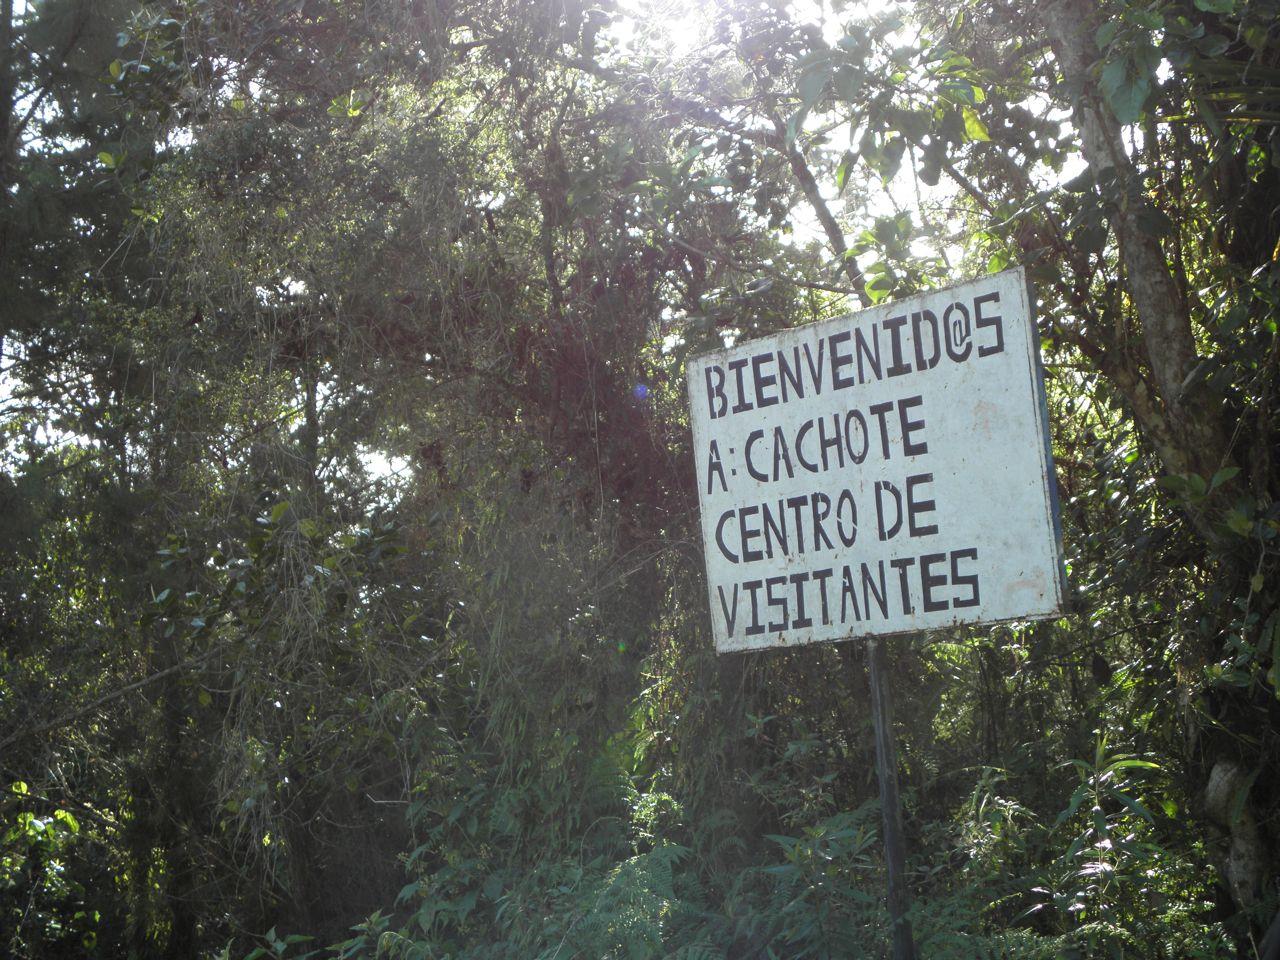 BIENVENID@S
A: CACHOTE
CENTRO DE
VISITANTES